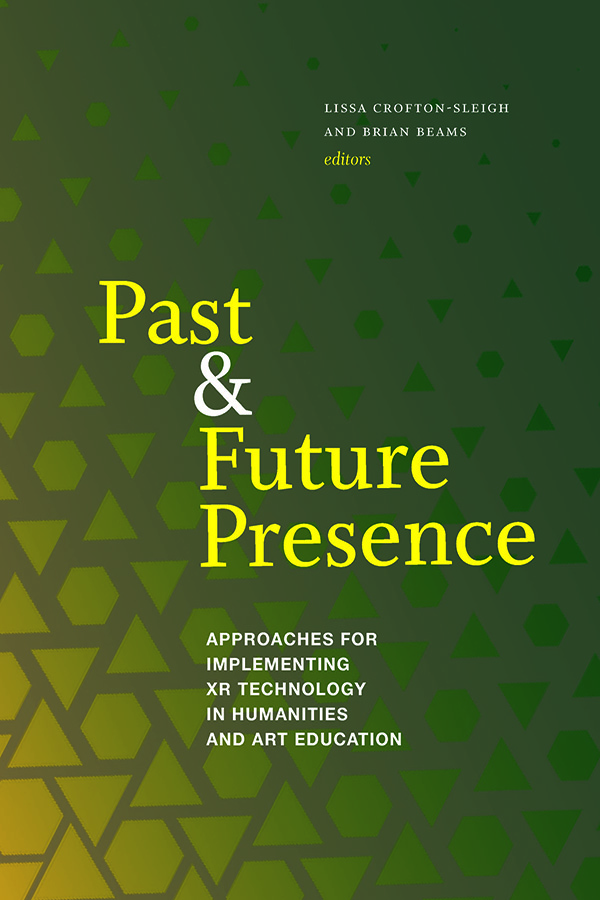 LISSA CROFTON-SLEIGH
AND BRIAN BEAMS
editors
Past
&
Future
Presence
APPROACHES FOR
IMPLEMENTING
XR TECHNOLOGY
IN HUMANITIES
AND ART EDUCATION